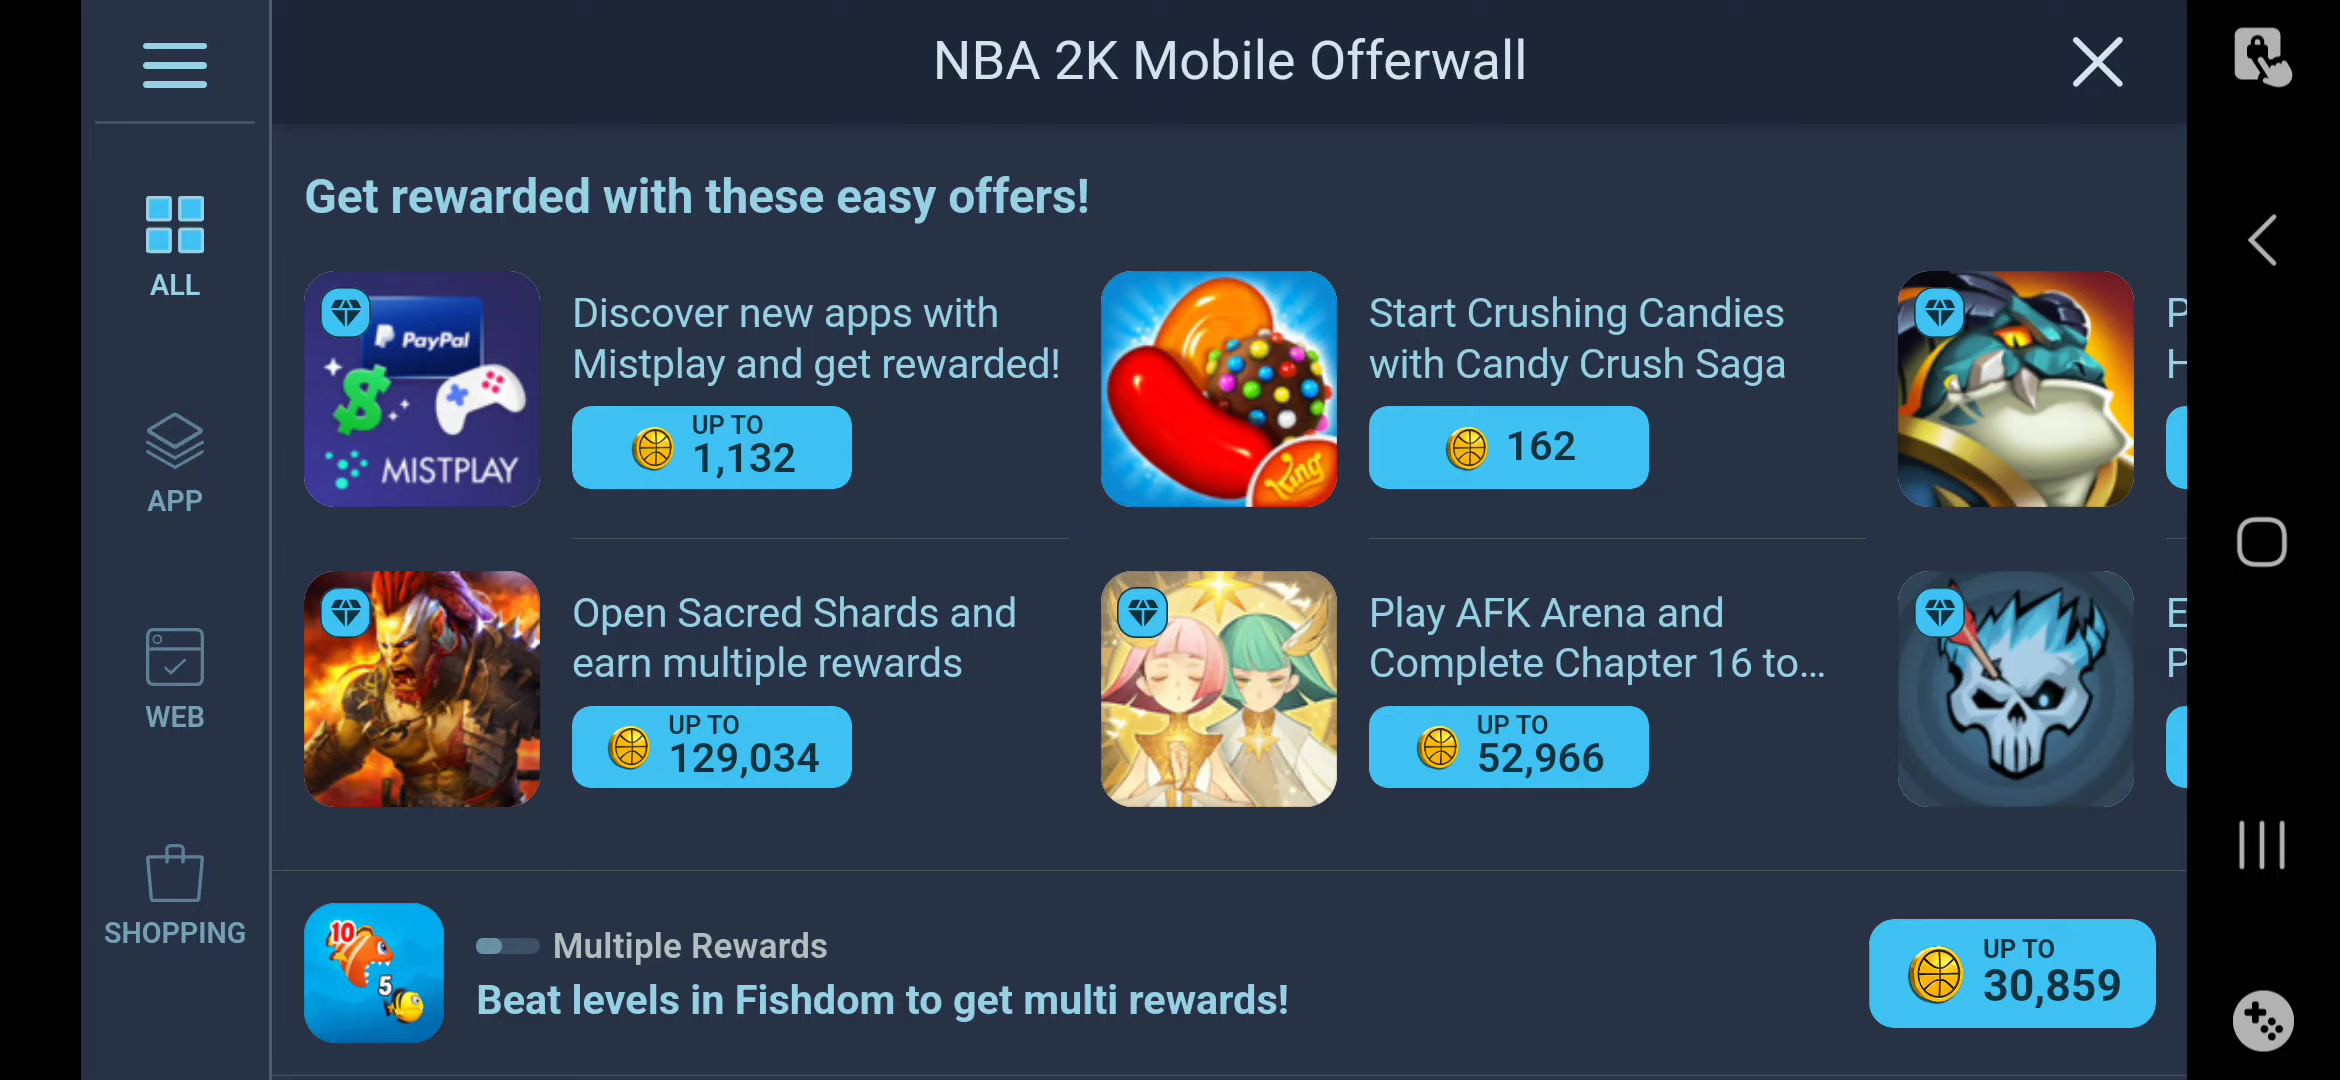 NBA 2K Mobile Offerwall
ALL
APP
WEB
SHOPPING
Get rewarded with these easy offers!
PayPal
MISTPLAY
Discover new apps with
Mistplay and get rewarded!
UP TO
1,132
King
Start Crushing Candies
with Candy Crush Saga
162
P
H
Open Sacred Shards and
earn multiple rewards
UP TO
129,034
Play AFK Arena and
Complete Chapter 16 to...
UP TO
52,966
E
P
10
5
Multiple Rewards
Beat levels in Fishdom to get multi rewards!
UP TO
30,859